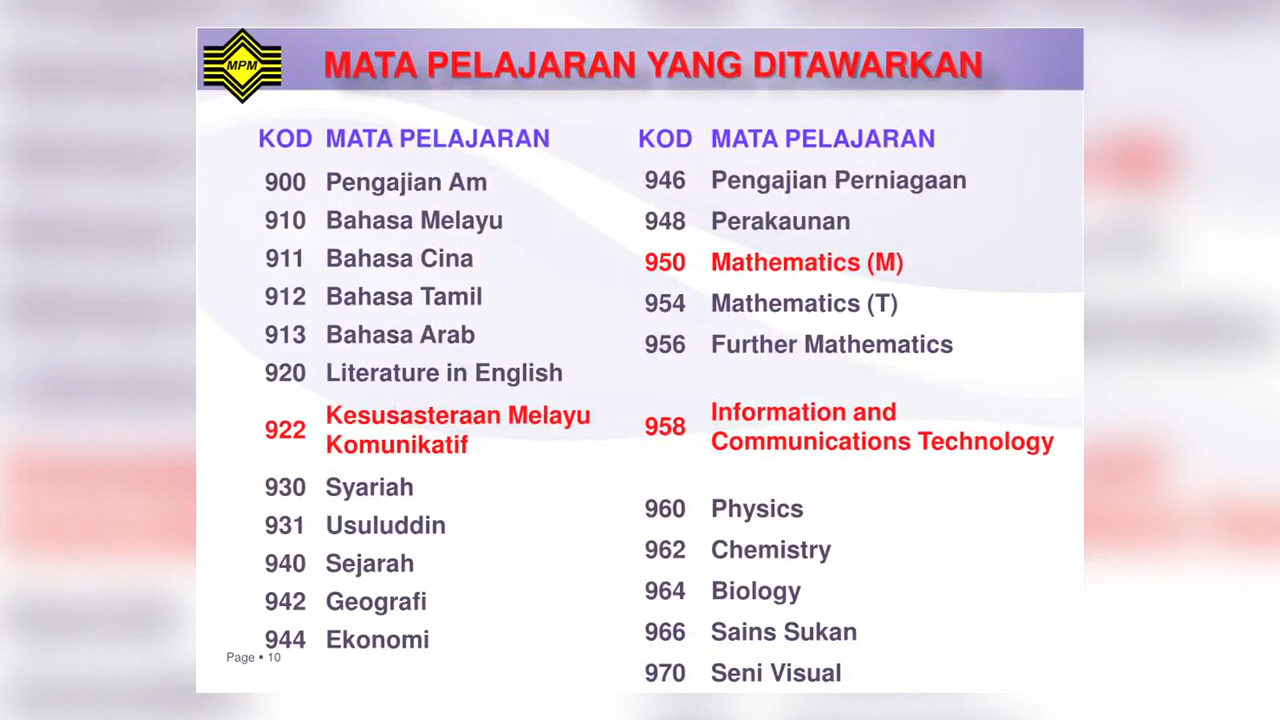 MPM
MATA PELAJARAN YANG DITAWARKAN
KOD MATA PELAJARAN
900 Pengajian Am
910 Bahasa Melayu
911 Bahasa Cina
912 Bahasa Tamil
913 Bahasa Arab
920 Literature in English
922 Kesusasteraan Melayu
Komunikatif
930 Syariah
931 Usuluddin
940 Sejarah
942 Geografi
944 Ekonomi
KOD MATA PELAJARAN
946 Pengajian Perniagaan
948 Perakaunan
950 Mathematics (M)
954 Mathematics (T)
956 Further Mathematics
958 Information and
Communications Technology
960 Physics
962 Chemistry
964 Biology
966 Sains Sukan
970 Seni Visual
Page ▪ 10